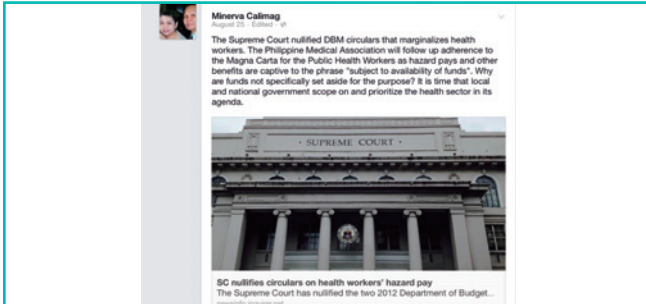 Minerva Calimag
August 25 · Edited ·
The Supreme Court nullified DBM circulars that marginalizes health
workers. The Philippine Medical Association will follow up adherence to
the Magna Carta for the Public Health Workers as hazard pays and other
benefits are captive to the phrase "subject to availability of funds". Why
are funds not specifically set aside for the purpose? It is time that local
and national government scope on and prioritize the health sector in its
agenda.
· SUPREME COURT ·
SC nullifies circulars on health workers' hazard pay
The Supreme Court has nullified the two 2012 Department of Budget...
newsinfo.inquirer.net